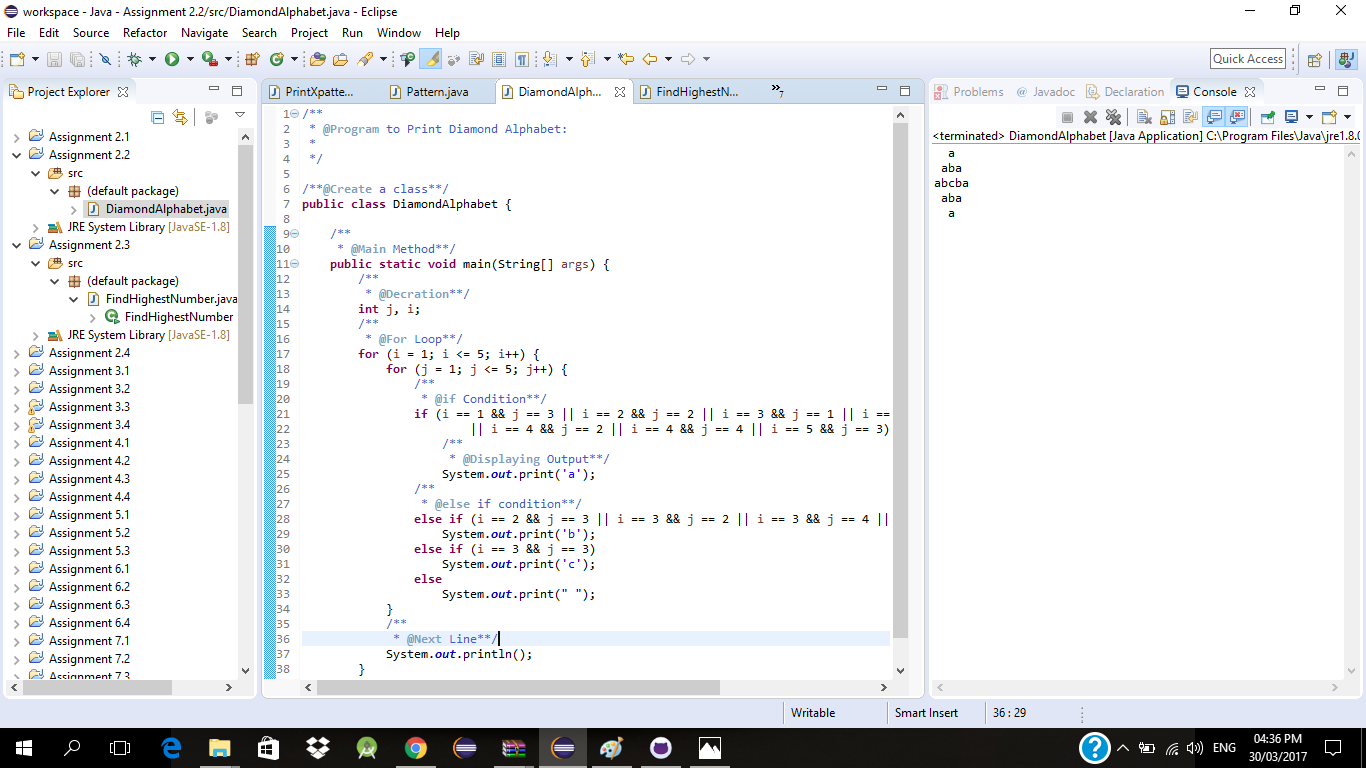 workspace - Java - Assignment 2.2/src/DiamondAlphabet.java - Eclipse
File Edit Source Refactor Navigate Search Project Run Window Help
Quick Access
Project Explorer
Assignment 2.1
Assignment 2.2
src
(default package)
DiamondAlphabet.java
JRE System Library [JavaSE-1.8]
Assignment 2.3
src
(default package)
FindHighestNumber.java
FindHighestNumber
JRE System Library [JavaSE-1.8]
Assignment 2.4
Assignment 3.1
Assignment 3.2
Assignment 3.3
Assignment 3.4
Assignment 4.1
Assignment 4.2
Assignment 4.3
Assignment 4.4
Assignment 5.1
Assignment 5.2
Assignment 5.3
Assignment 6.1
Assignment 6.2
Assignment 6.3
Assignment 6.4
Assignment 7.1
Assignment 7.2
Assignment 7.3
PrintXpatte... Pattern.java DiamondAlph... FindHighestN... »7
1 /**
2 * @Program to Print Diamond Alphabet:
3 *
4 */
5
6 /**@Create a class**/
7 public class DiamondAlphabet {
8
9 /**
10 * @Main Method**/
11 public static void main(String[] args) {
12 /**
13 * @Decration**/
14 int j, i;
15 /**
16 * @For Loop**/
17 for (i = 1; i <= 5; i++) {
18 for (j = 1; j <= 5; j++) {
19 /**
20 * @if Condition**/
21 if (i == 1 && j == 3 || i == 2 && j == 2 || i == 3 && j == 1 || i ==
22 || i == 4 && j == 2 || i == 4 && j == 4 || i == 5 && j == 3)
23 /**
24 * @Displaying Output**/
25 System.out.print('a');
26 /**
27 * @else if condition**/
28 else if (i == 2 && j == 3 || i == 3 && j == 2 || i == 3 && j == 4 ||
29 System.out.print('b');
30 else if (i == 3 && j == 3)
31 System.out.print('c');
32 else
33 System.out.print(" ");
34 }
35 /**
36 * @Next Line**/
37 System.out.println();
38 }
Problems @ Javadoc Declaration Console
<terminated> DiamondAlphabet [Java Application] C:\Program Files\Java\jre1.8.0
a
aba
abcba
aba
a
Writable Smart Insert 36 : 29
ENG 04:36 PM
30/03/2017